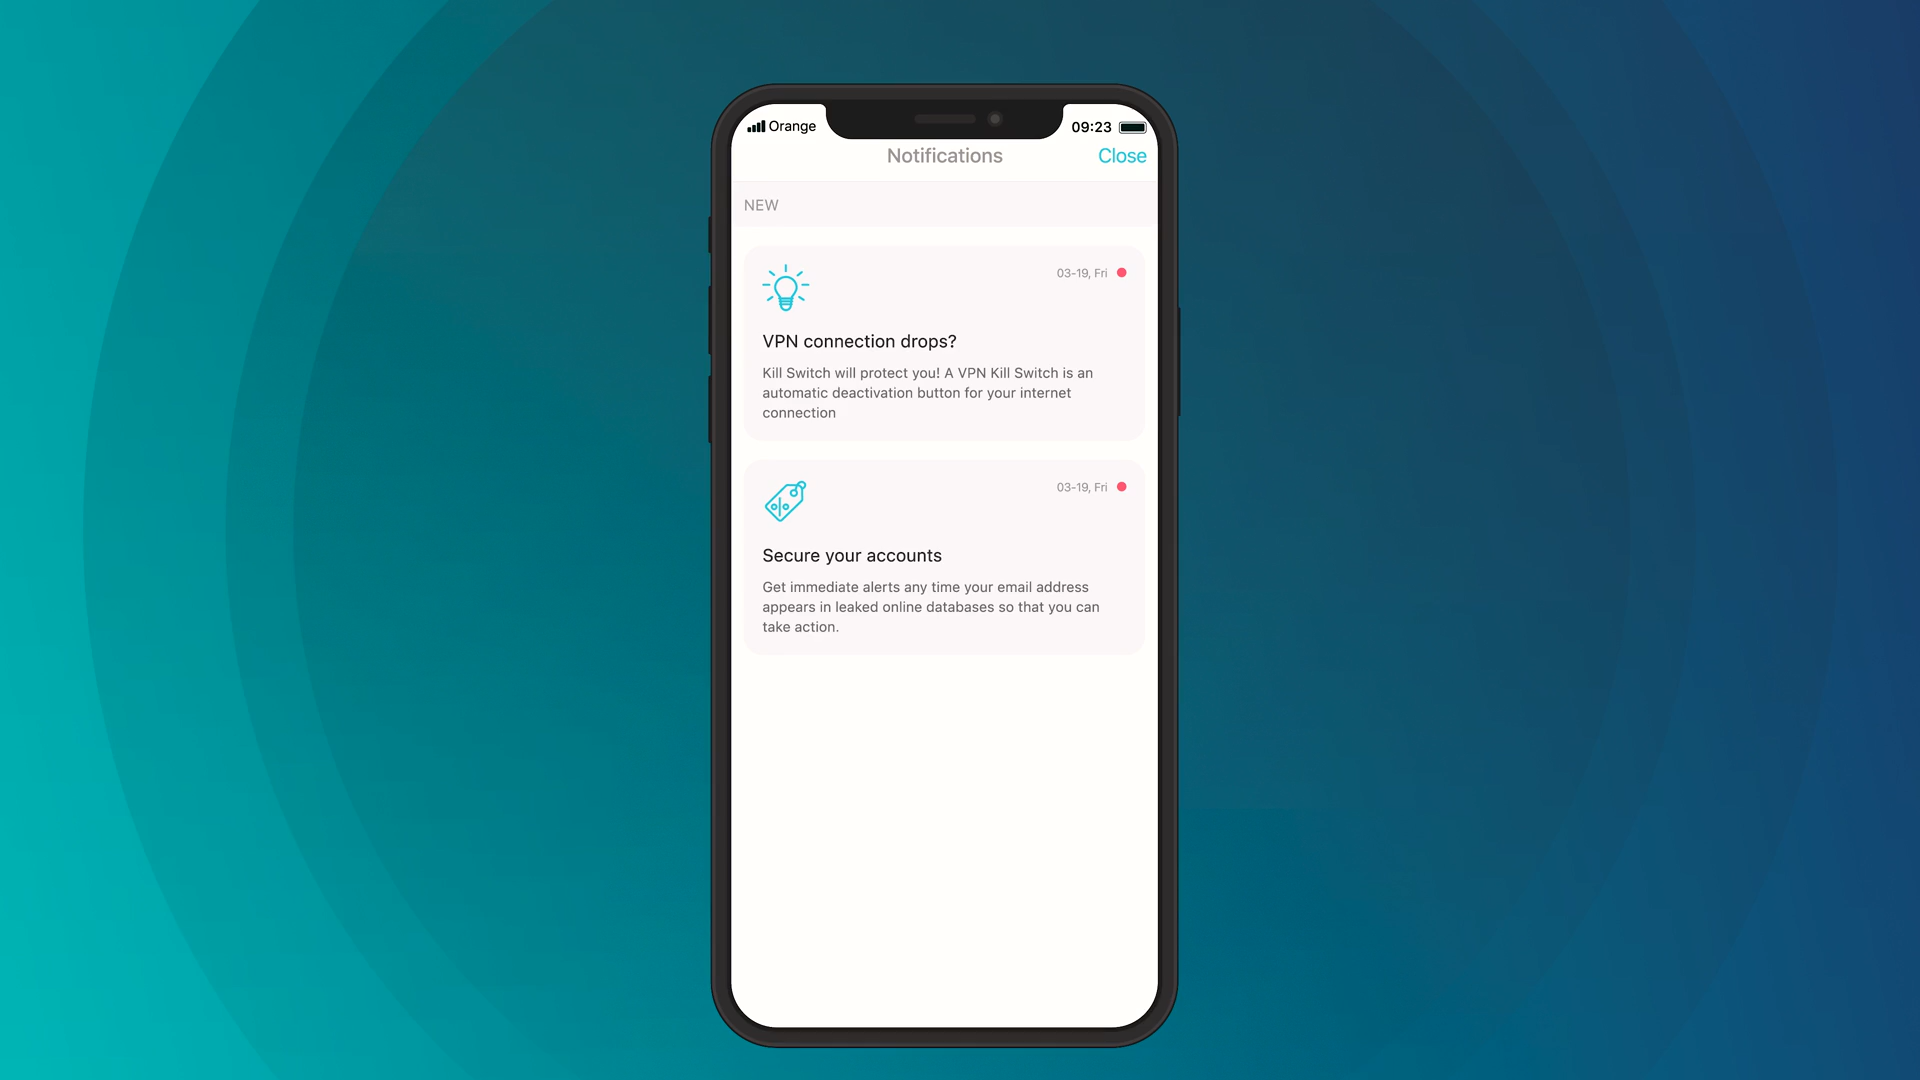 Orange
09:23
Notifications
Close
NEW
03-19, Fri
VPN connection drops?
Kill Switch will protect you! A VPN Kill Switch is an
automatic deactivation button for your internet
connection
03-19, Fri
Secure your accounts
Get immediate alerts any time your email address
appears in leaked online databases so that you can
take action.